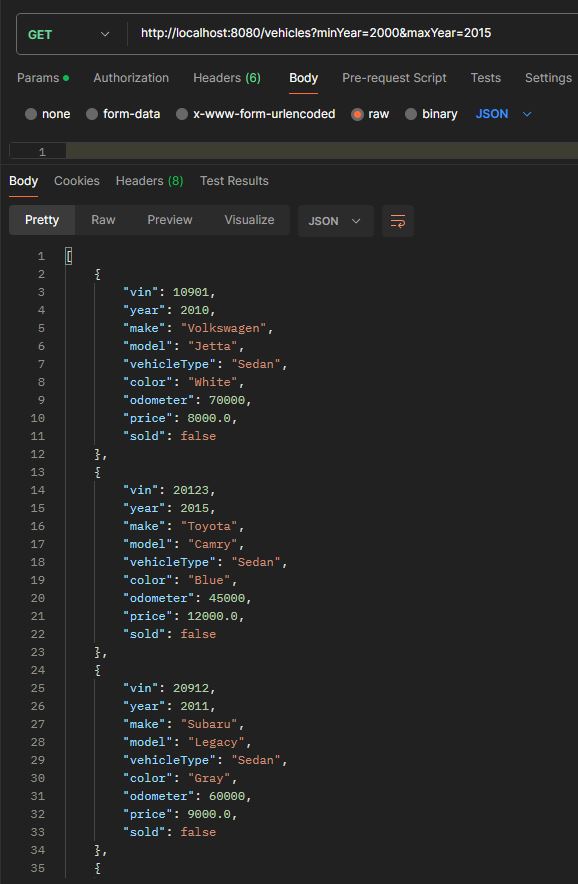 GET http://localhost:8080/vehicles?minYear=2000&maxYear=2015
Params Authorization Headers (6) Body Pre-request Script Tests Settings
none form-data x-www-form-urlencoded raw binary JSON
1
Body Cookies Headers (8) Test Results
Pretty Raw Preview Visualize JSON
1 [
2 {
3 "vin": 10901,
4 "year": 2010,
5 "make": "Volkswagen",
6 "model": "Jetta",
7 "vehicleType": "Sedan",
8 "color": "White",
9 "odometer": 70000,
10 "price": 8000.0,
11 "sold": false
12 },
13 {
14 "vin": 20123,
15 "year": 2015,
16 "make": "Toyota",
17 "model": "Camry",
18 "vehicleType": "Sedan",
19 "color": "Blue",
20 "odometer": 45000,
21 "price": 12000.0,
22 "sold": false
23 },
24 {
25 "vin": 20912,
26 "year": 2011,
27 "make": "Subaru",
28 "model": "Legacy",
29 "vehicleType": "Sedan",
30 "color": "Gray",
31 "odometer": 60000,
32 "price": 9000.0,
33 "sold": false
34 },
35 {